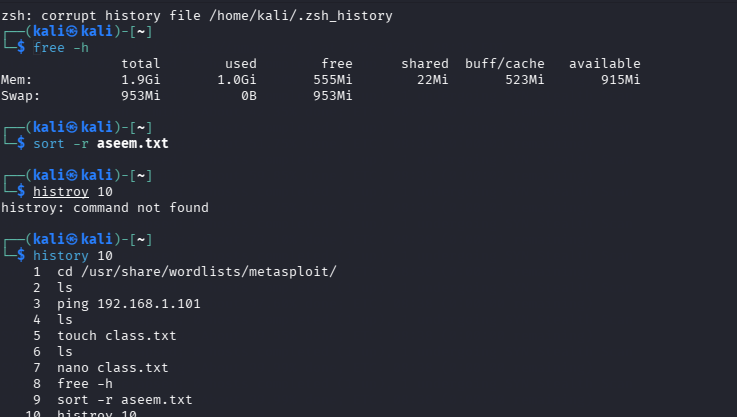 zsh: corrupt history file /home/kali/.zsh_history
┌──(kali㉿kali)-[~]
└─$ free -h
               total        used        free      shared  buff/cache   available
Mem:           1.9Gi       1.0Gi       555Mi        22Mi       523Mi       915Mi
Swap:          953Mi          0B       953Mi
┌──(kali㉿kali)-[~]
└─$ sort -r aseem.txt
┌──(kali㉿kali)-[~]
└─$ histroy 10
histroy: command not found
┌──(kali㉿kali)-[~]
└─$ history 10
    1  cd /usr/share/wordlists/metasploit/
    2  ls
    3  ping 192.168.1.101
    4  ls
    5  touch class.txt
    6  ls
    7  nano class.txt
    8  free -h
    9  sort -r aseem.txt
   10  histroy 10